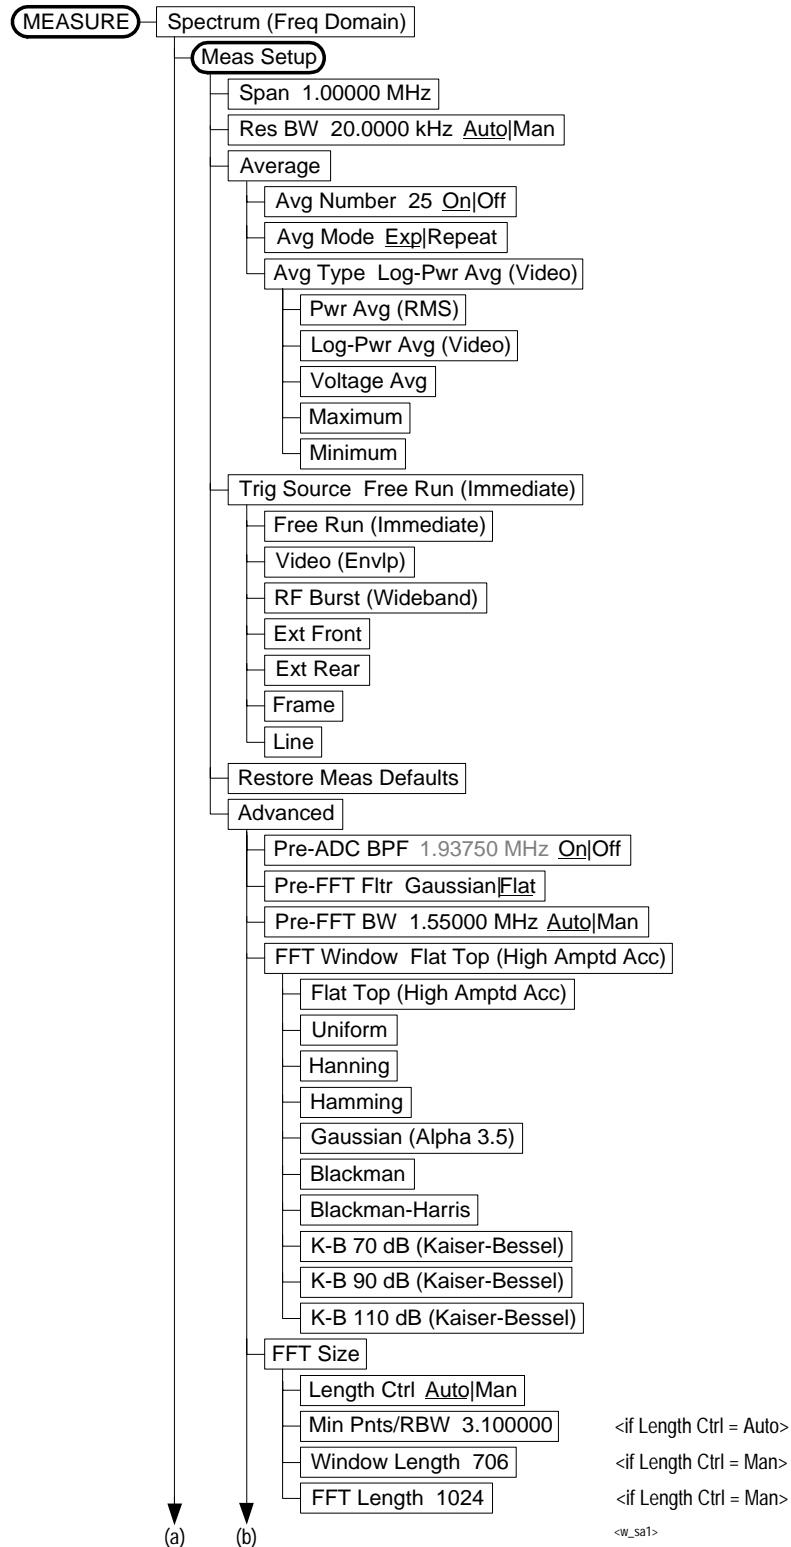 MEASURE Spectrum (Freq Domain)
Meas Setup
Span 1.00000 MHz
Res BW 20.0000 kHz Auto|Man
Average
Avg Number 25 On|Off
Avg Mode Exp|Repeat
Avg Type Log-Pwr Avg (Video)
Pwr Avg (RMS)
Log-Pwr Avg (Video)
Voltage Avg
Maximum
Minimum
Trig Source Free Run (Immediate)
Free Run (Immediate)
Video (Envlp)
RF Burst (Wideband)
Ext Front
Ext Rear
Frame
Line
Restore Meas Defaults
Advanced
Pre-ADC BPF 1.93750 MHz On|Off
Pre-FFT Fltr Gaussian|Flat
Pre-FFT BW 1.55000 MHz Auto|Man
FFT Window Flat Top (High Amptd Acc)
Flat Top (High Amptd Acc)
Uniform
Hanning
Hamming
Gaussian (Alpha 3.5)
Blackman
Blackman-Harris
K-B 70 dB (Kaiser-Bessel)
K-B 90 dB (Kaiser-Bessel)
K-B 110 dB (Kaiser-Bessel)
FFT Size
Length Ctrl Auto|Man
Min Pnts/RBW 3.100000 <if Length Ctrl = Auto>
Window Length 706 <if Length Ctrl = Man>
FFT Length 1024 <if Length Ctrl = Man>
(a) (b) <w_sa1>